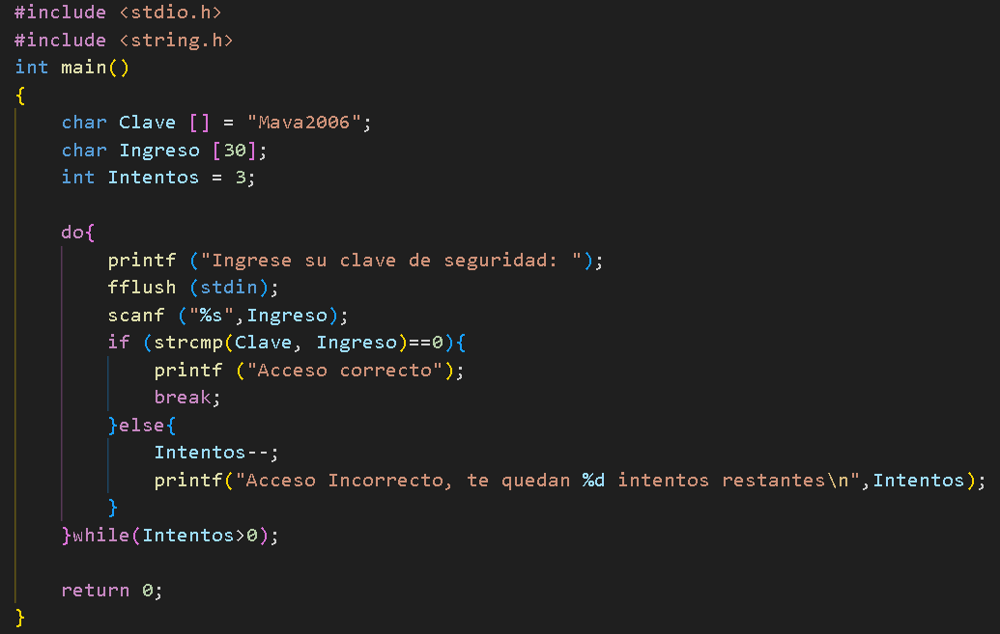 #include <stdio.h>
#include <string.h>
int main()
{
    char Clave [] = "Mava2006";
    char Ingreso [30];
    int Intentos = 3;

    do{
        printf ("Ingrese su clave de seguridad: ");
        fflush (stdin);
        scanf ("%s",Ingreso);
        if (strcmp(Clave, Ingreso)==0){
            printf ("Acceso correcto");
            break;
        }else{
            Intentos--;
            printf("Acceso Incorrecto, te quedan %d intentos restantes\n",Intentos);
        }
    }while(Intentos>0);

    return 0;
}